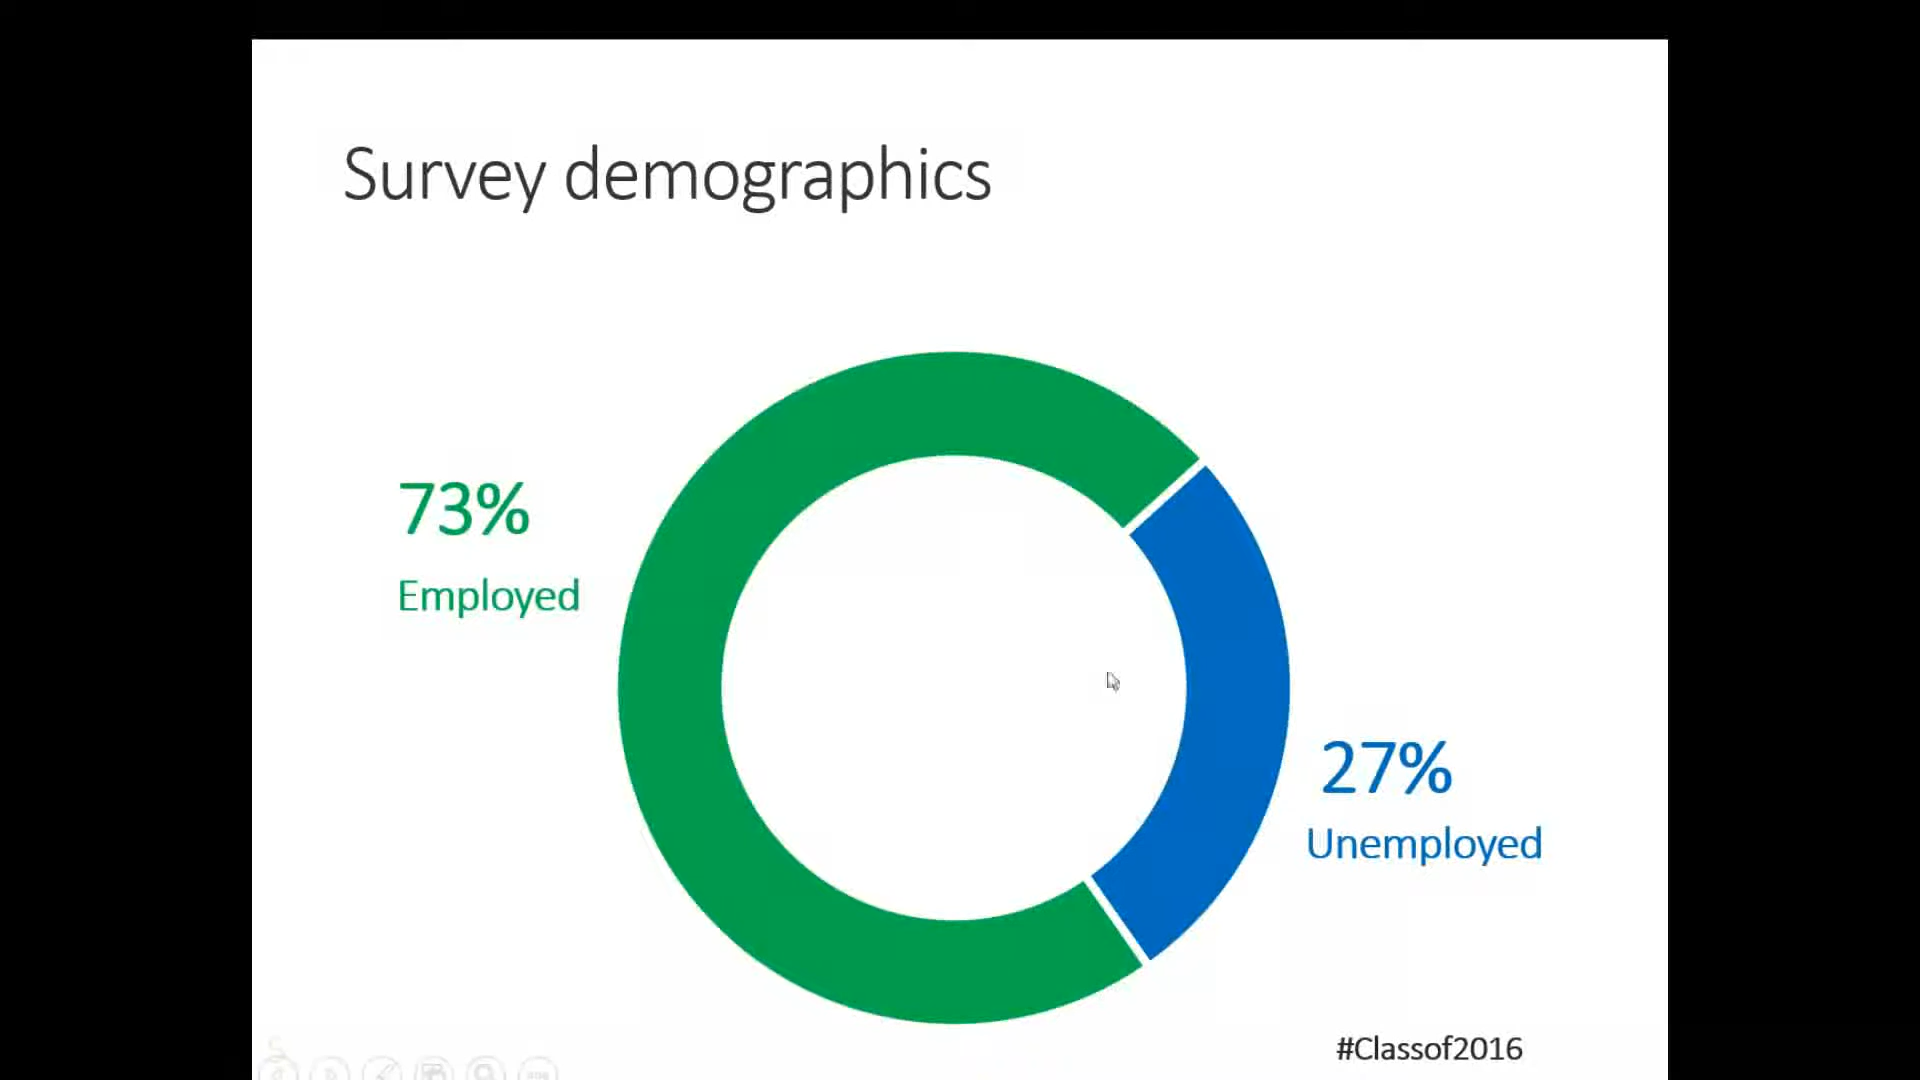 Survey demographics
73%
Employed
27%
Unemployed
#Classof2016